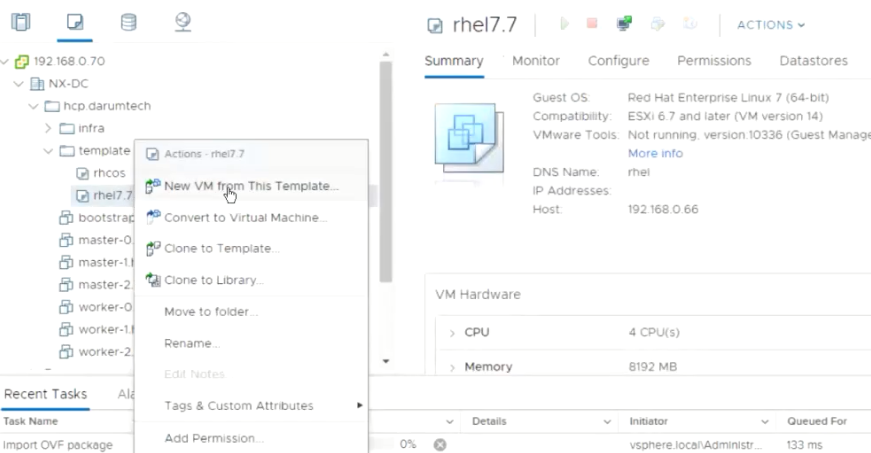 rhel7.7
ACTIONS
192.168.0.70
NX-DC
hcp.darumtech
infra
template
rhcos
rhel7.7
bootstrap
master-0.
master-1.
master-2.
worker-0
worker-1.
worker-2.
Actions - rhel7.7
New VM from This Template...
Convert to Virtual Machine...
Clone to Template...
Clone to Library...
Move to folder...
Rename...
Edit Notes
Tags & Custom Attributes
Add Permission...
Summary Monitor Configure Permissions Datastores
Guest OS: Red Hat Enterprise Linux 7 (64-bit)
Compatibility: ESXi 6.7 and later (VM version 14)
VMware Tools: Not running, version:10336 (Guest Manage
More info
DNS Name: rhel
IP Addresses:
Host: 192.168.0.66
VM Hardware
CPU 4 CPU(s)
Memory 8192 MB
Recent Tasks Ala
Task Name Details Initiator Queued For
Import OVF package 0% vsphere.local\Administr... 133 ms